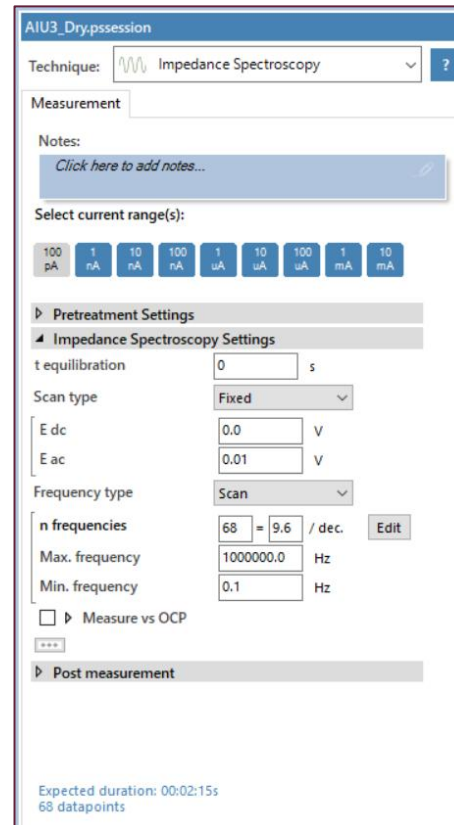 AIU3_Dry.pssession
Technique: Impedance Spectroscopy ?
Measurement
Notes:
Click here to add notes...
Select current range(s):
100 pA 1 nA 10 nA 100 nA 1 uA 10 uA 100 uA 1 mA 10 mA
Pretreatment Settings
Impedance Spectroscopy Settings
t equilibration 0 s
Scan type Fixed
E dc 0.0 V
E ac 0.01 V
Frequency type Scan
n frequencies 68 = 9.6 / dec. Edit
Max. frequency 1000000.0 Hz
Min. frequency 0.1 Hz
Measure vs OCP
Post measurement
Expected duration: 00:02:15s
68 datapoints